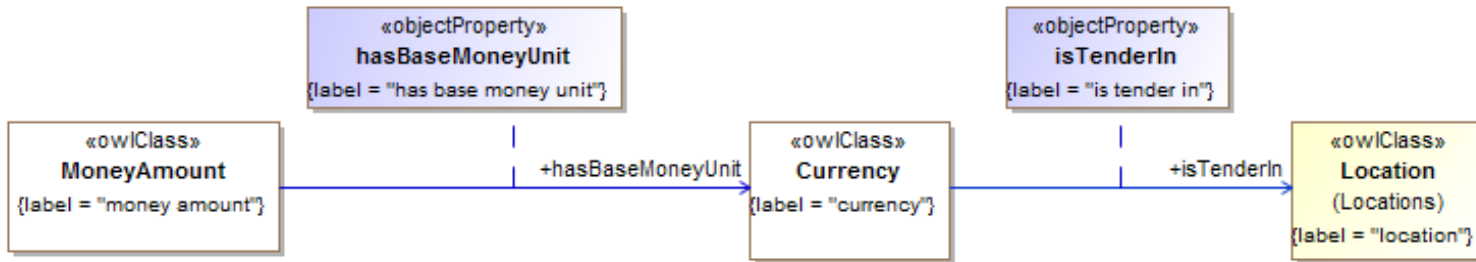 «objectProperty»
hasBaseMoneyUnit
{label = "has base money unit"}
«objectProperty»
isTenderIn
{label = "is tender in"}
«owlClass»
MoneyAmount
{label = "money amount"}
+hasBaseMoneyUnit
«owlClass»
Currency
{label = "currency"}
+isTenderIn
«owlClass»
Location
(Locations)
{label = "location"}